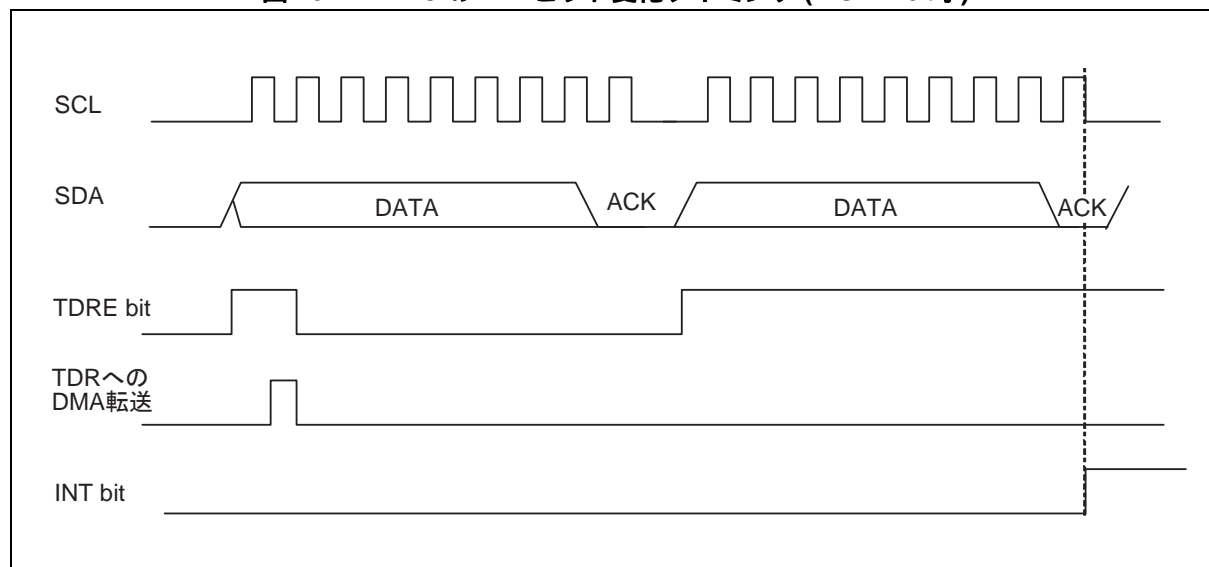 SCL
SDA
DATA
ACK
DATA
ACK
TDRE bit
TDRへの
DMA転送
INT bit